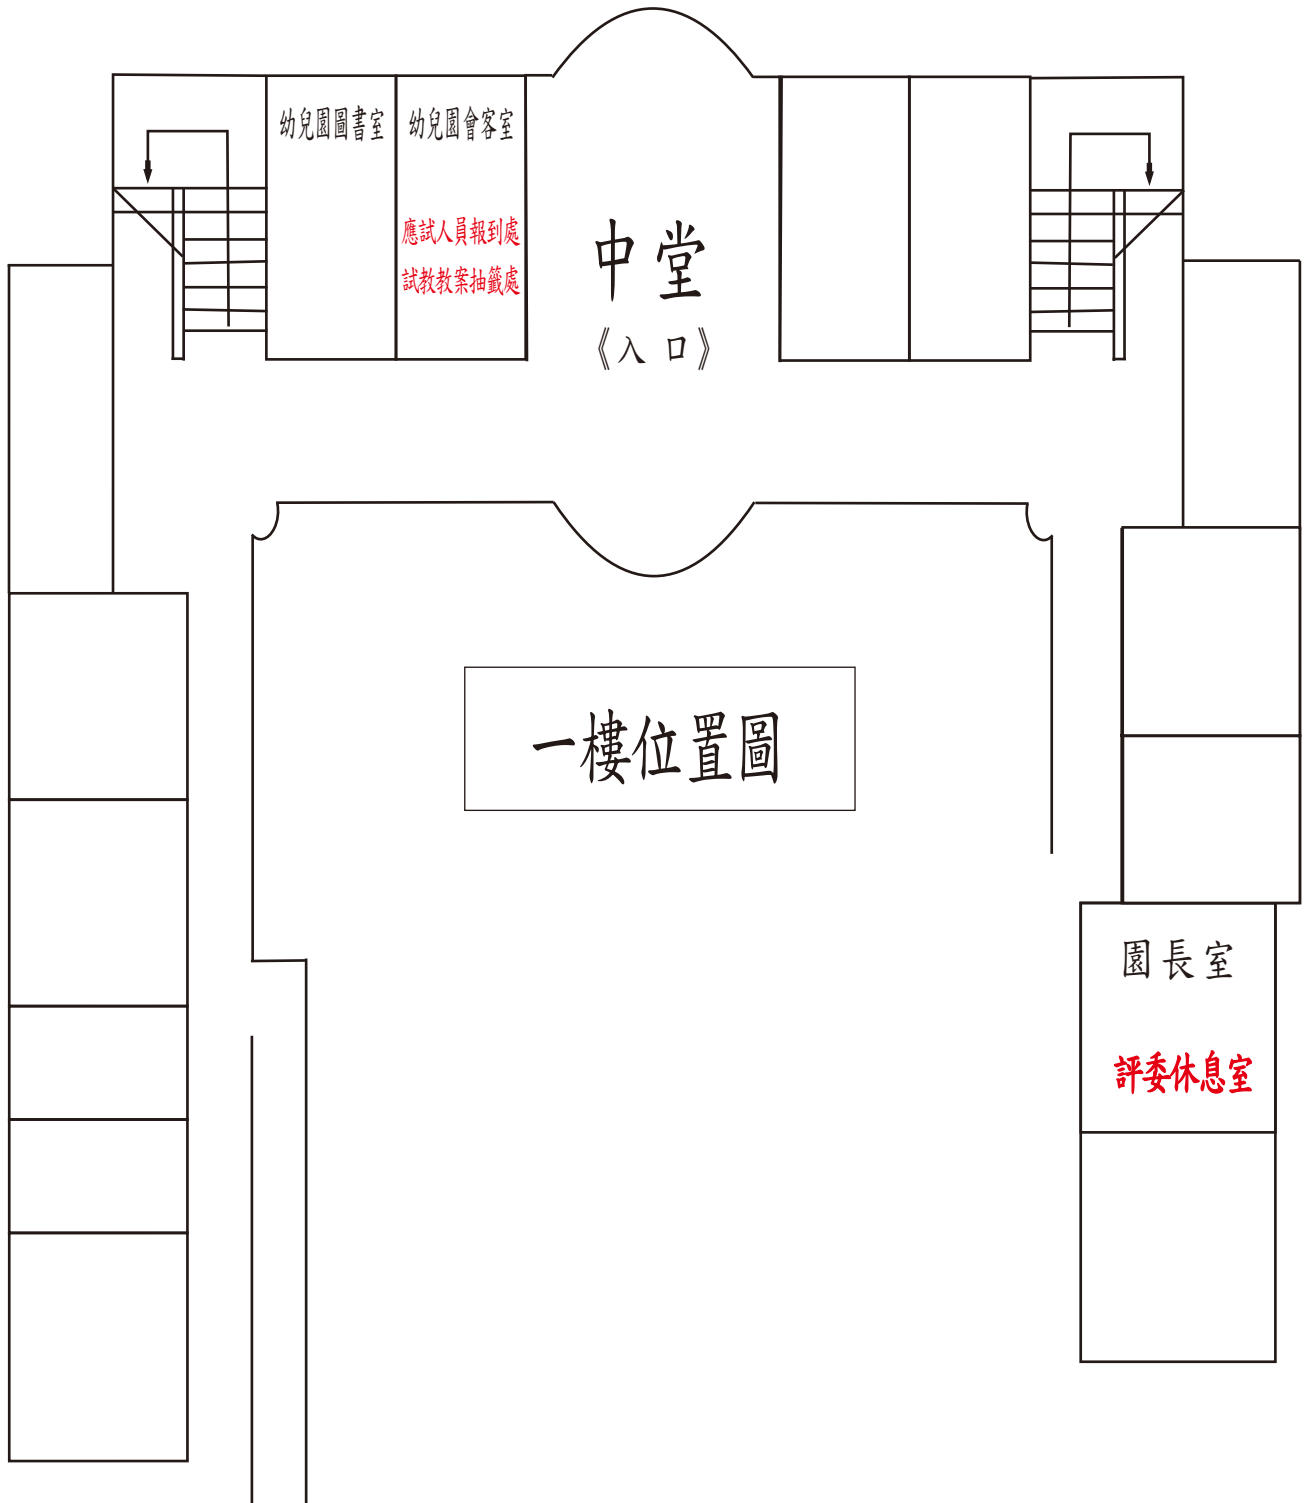 幼兒園圖書室
幼兒園會客室
應試人員報到處
試教教案抽籤處
中堂
《入口》
一樓位置圖
園長室
評委休息室